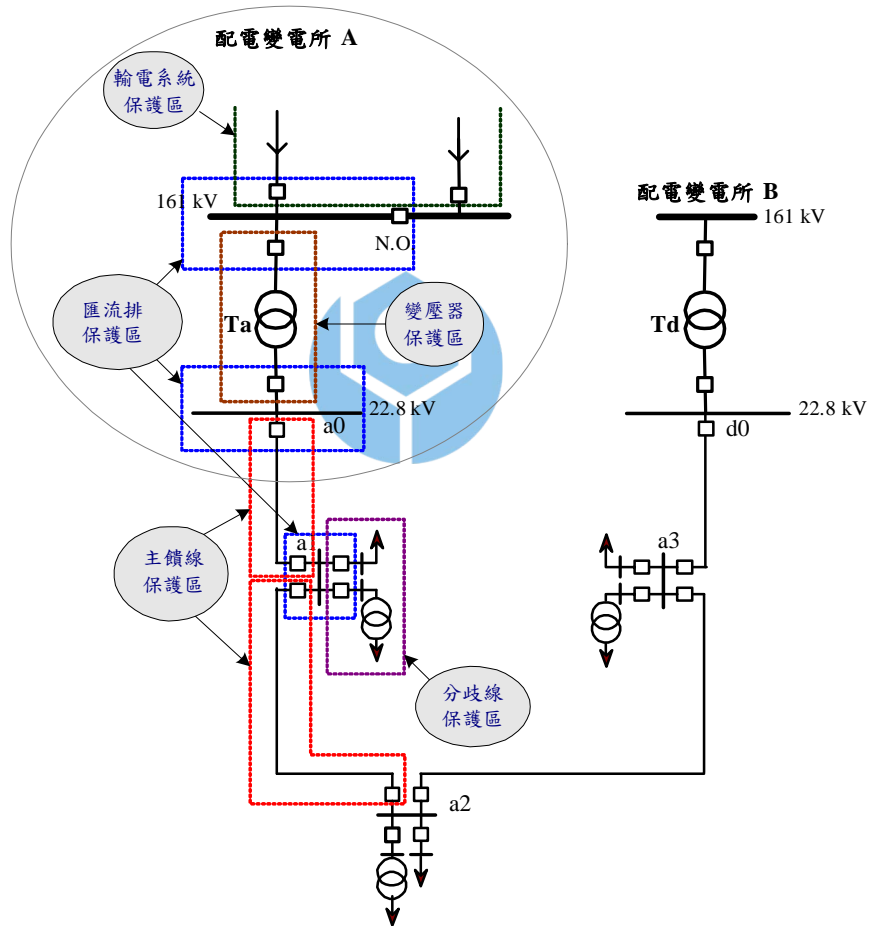 配電變電所 A
輸電系統
保護區
161 kV
N.O
配電變電所 B
161 kV
匯流排
保護區
Ta
變壓器
保護區
Td
22.8 kV
a0
22.8 kV
d0
主饋線
保護區
a1
a3
分歧線
保護區
a2